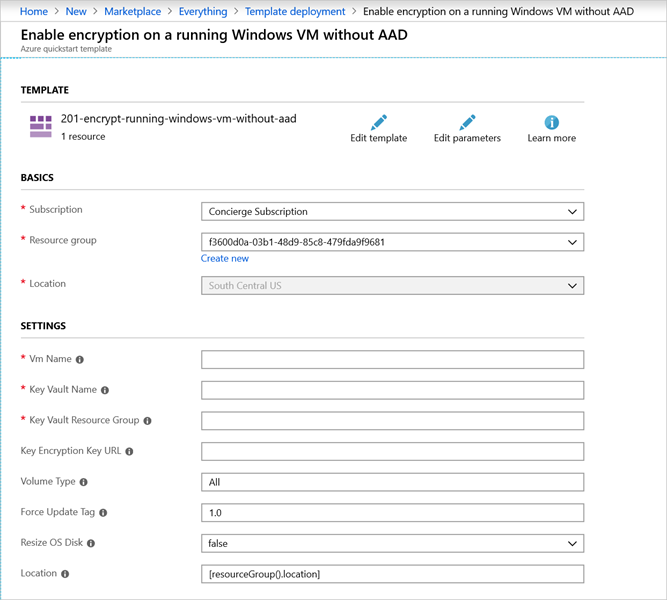 Home > New > Marketplace > Everything > Template deployment > Enable encryption on a running Windows VM without AAD
Enable encryption on a running Windows VM without AAD
Azure quickstart template
TEMPLATE
201-encrypt-running-windows-vm-without-aad
1 resource
Edit template
Edit parameters
Learn more
BASICS
* Subscription
Concierge Subscription
* Resource group
f3600d0a-03b1-48d9-85c8-479fda9f9681
Create new
* Location
South Central US
SETTINGS
* Vm Name
* Key Vault Name
* Key Vault Resource Group
Key Encryption Key URL
Volume Type
All
Force Update Tag
1.0
Resize OS Disk
false
Location
[resourceGroup().location]